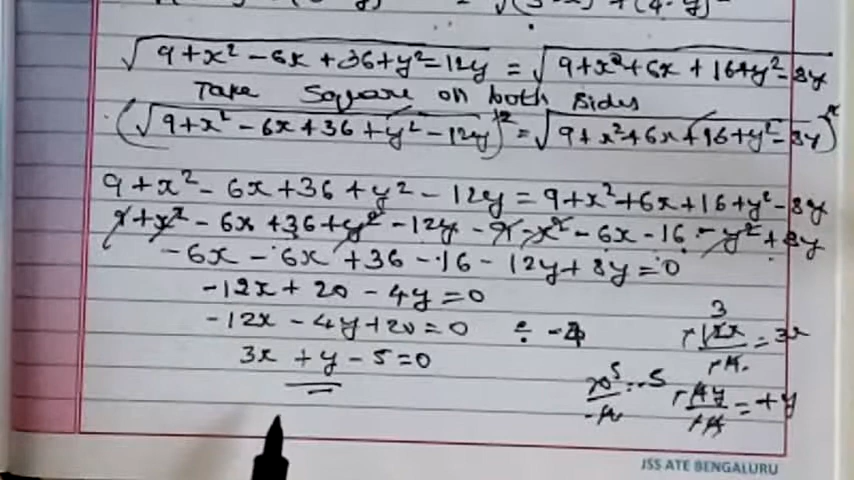 √9+x²-6x+36+y²-12y = √9+x²+6x+16+y²-8y
Take Square on both sides
(√9+x²-6x+36+y²-12y)² = √9+x²+6x+16+y²-8y)²
9+x²-6x+36+y²-12y = 9+x²+6x+16+y²-8y
9+x²-6x+36+y²-12y-9-x²-6x-16-y²+8y
-6x-6x+36-16-12y+8y=0
-12x+20-4y=0
-12x-4y+20=0 ÷ -4
3x+y-5=0
3
-12x/-4 = 3x
20/-4 = -5
5
-4y/-4 = +y
JSS ATE BENGALURU